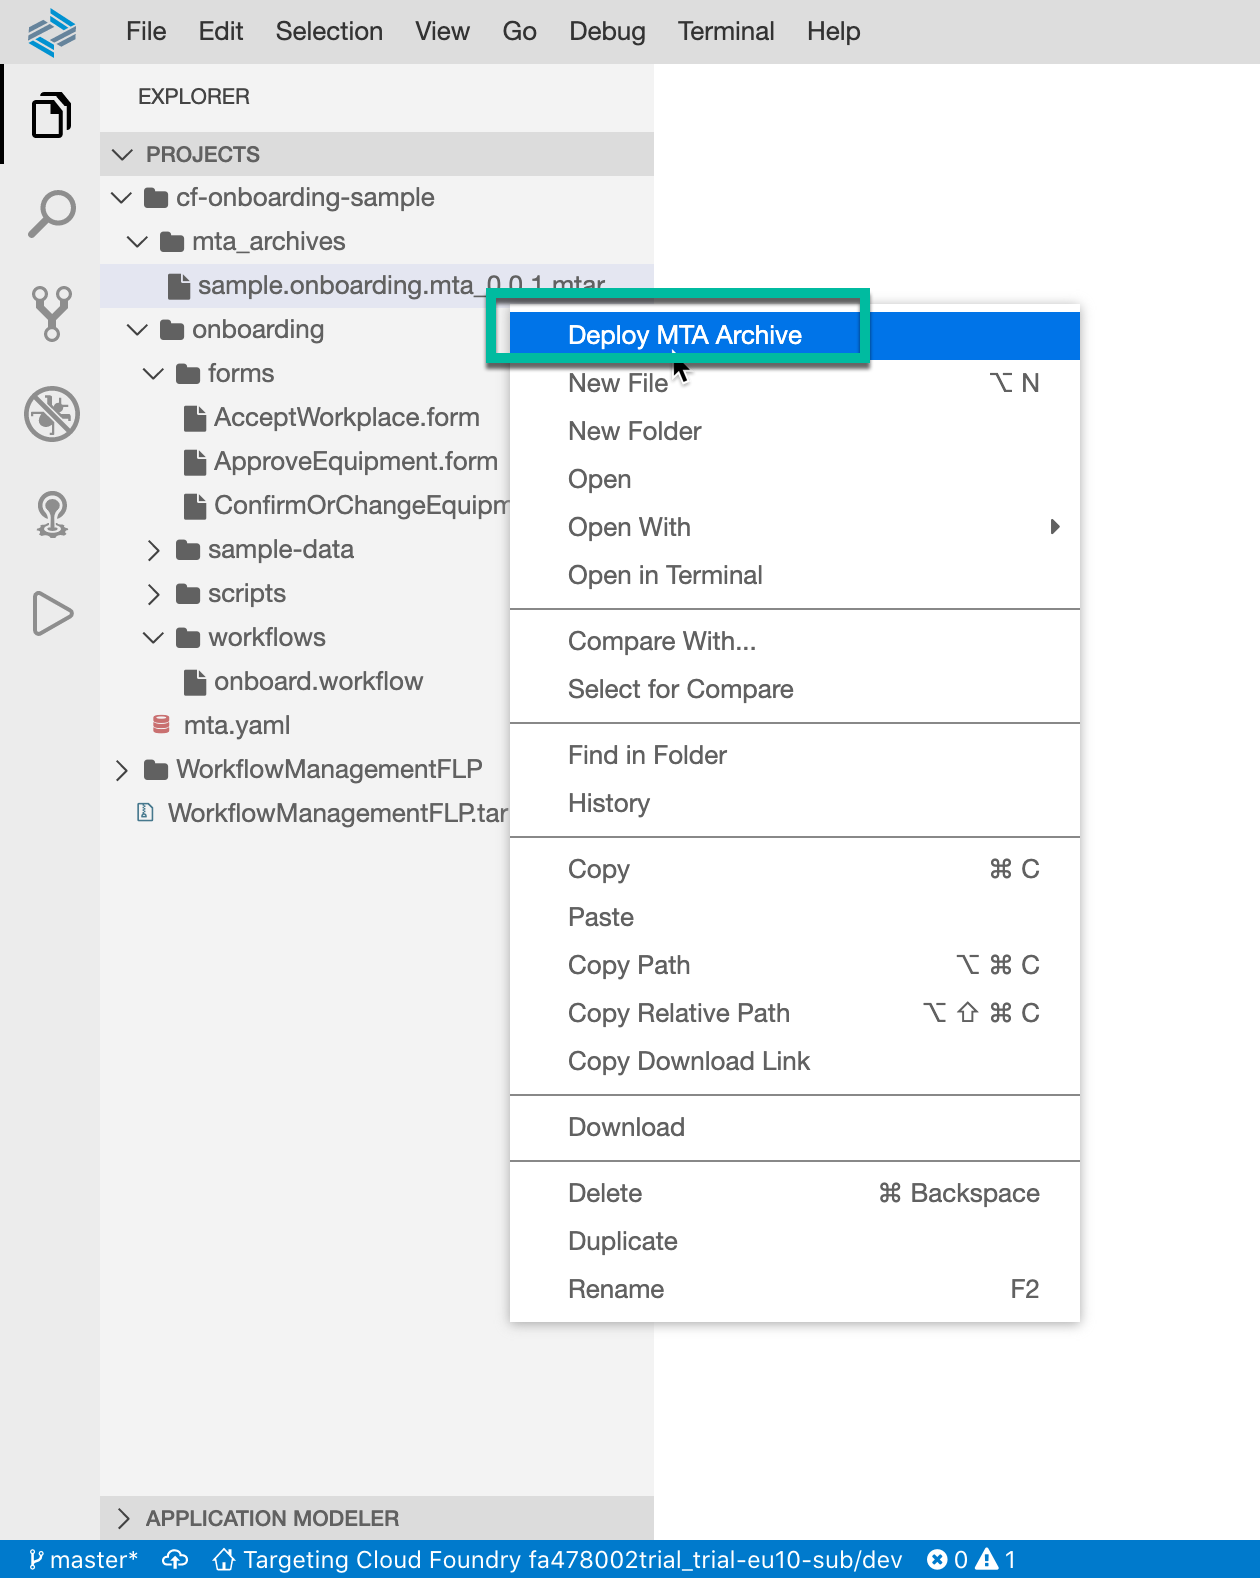 File Edit Selection View Go Debug Terminal Help
EXPLORER
PROJECTS
cf-onboarding-sample
mta_archives
sample.onboarding.mta_0.0.1.mtar
onboarding
forms
AcceptWorkplace.form
ApproveEquipment.form
ConfirmOrChangeEquipm
sample-data
scripts
workflows
onboard.workflow
mta.yaml
WorkflowManagementFLP
WorkflowManagementFLP.tar
Deploy MTA Archive
New File ⌥ N
New Folder
Open
Open With
Open in Terminal
Compare With...
Select for Compare
Find in Folder
History
Copy ⌘ C
Paste
Copy Path ⌥ ⌘ C
Copy Relative Path ⌥ ⇧ ⌘ C
Copy Download Link
Download
Delete ⌘ Backspace
Duplicate
Rename F2
APPLICATION MODELER
master* Targeting Cloud Foundry fa478002trial_trial-eu10-sub/dev 0 1